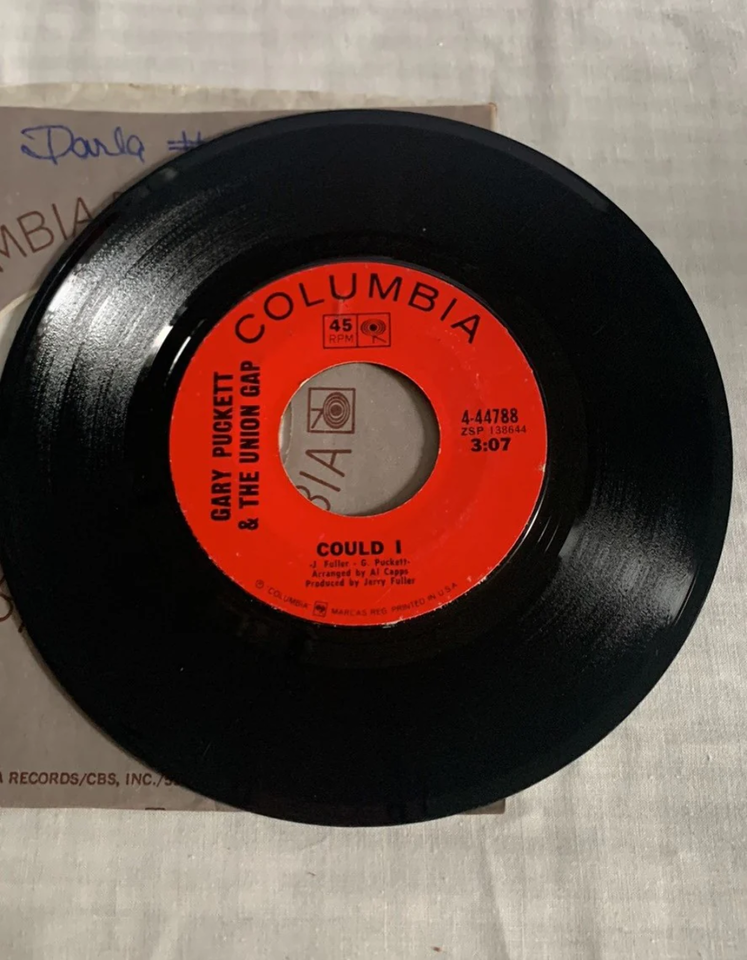 Darla #
MBIA
COLUMBIA
45
RPM
GARY PUCKETT
& THE UNION GAP
4-44788
ZSP 138644
3:07
BIA
COULD I
-J. Fuller - G. Puckett-
Arranged by Al Capps
Produced by Jerry Fuller
℗ COLUMBIA MARCAS REG. PRINTED IN U.S.A.
A RECORDS/CBS, INC./